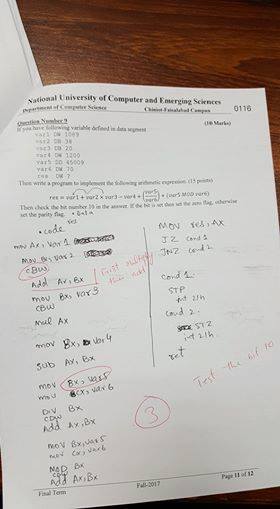 National University of Computer and Emerging Sciences
Department of Computer Science
Chiniot-Faisalabad Campus
0116
Question Number 9
(10 Marks)
If you have following variable defined in data segment
var1 DW 1089
var2 DB 38
var3 DB 20
var4 DW 1200
var5 DD 45009
var6 DW 70
res DW ?
Then write a program to implement the following arithmetic expression. (15 points)
res = var1 + var2 × var3 − var4 + [var5/var6] + (var5 MOD var6)
Then check the bit number 10 in the answer. If the bit is set then set the zero flag, otherwise
set the parity flag.
• Data
res
• code
mov Ax, Var 1
mov Bx, Var2
CBW
Add Ax, Bx
First multiply
then add
mov Bx, Var3
CBW
mul Ax
mov Bx, Var4
SUB Ax, Bx
mov Bx, Var5
mov Cx, var6
DIV Bx
CDW
Add Ax, Bx
mov Bx, Var5
mov Cx, Var6
MOD Bx
Add Ax, Bx
MOV res, AX
JZ cond 1
JNZ cond 2
cond 1:
STP
int 21h
cond 2:
STZ
int 21h
ret
Test the bit 10
3
Final Term
Fall-2017
Page 11 of 12